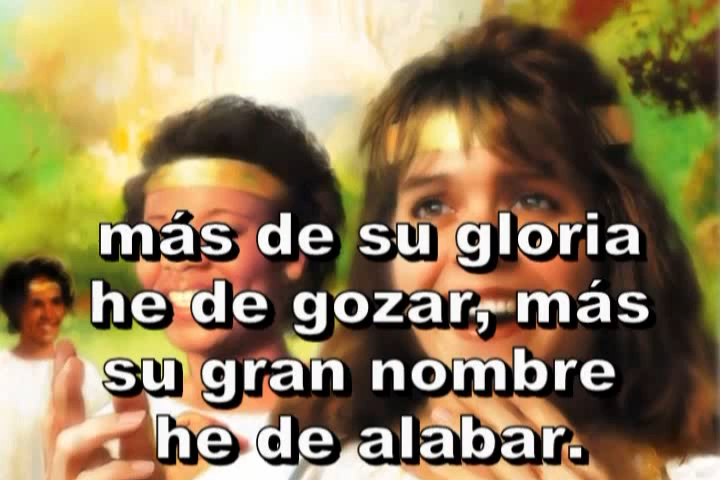 más de su gloria
he de gozar, más
su gran nombre
he de alabar.